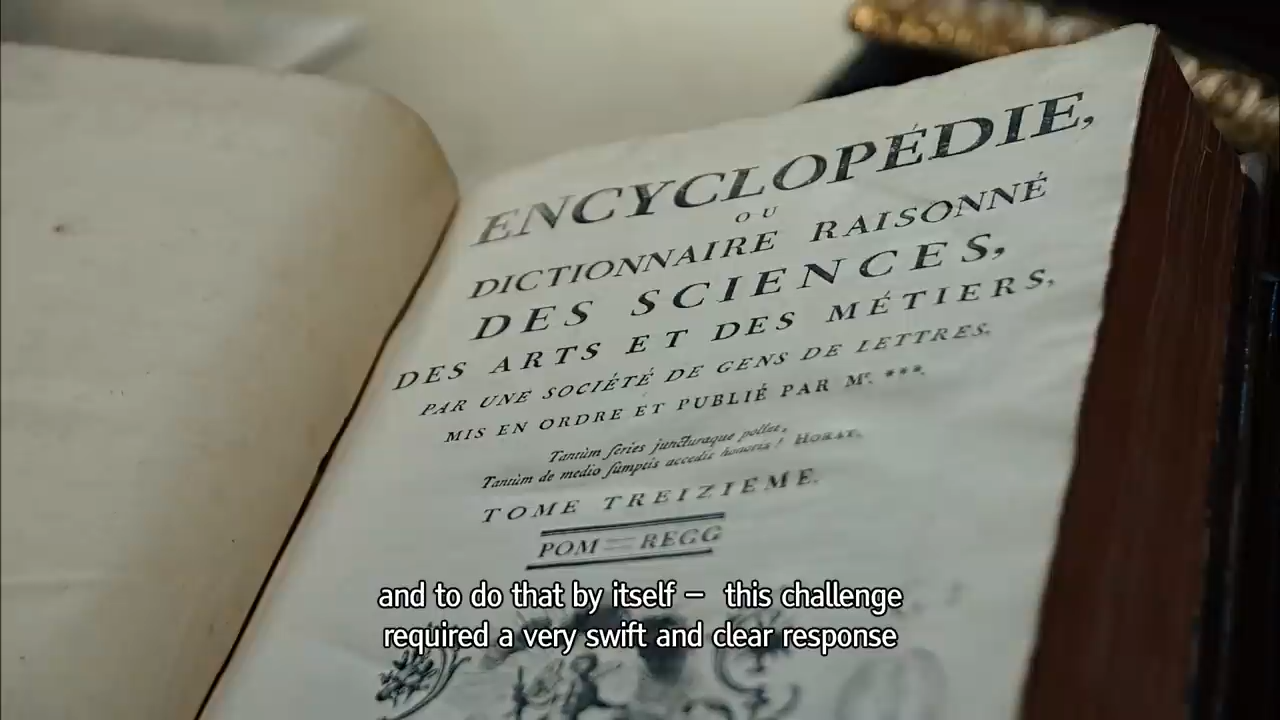 ENCYCLOPÉDIE,
OU
DICTIONNAIRE RAISONNÉ
DES SCIENCES,
DES ARTS ET DES MÉTIERS,
PAR UNE SOCIÉTÉ DE GENS DE LETTRES.
MIS EN ORDRE ET PUBLIÉ PAR Mr. ***.
Tantùm ſeries juncturaque pollet,
Tantùm de medio ſumptis accedit honoris! HORAT.
TOME TREIZIEME.
POM = REGG
and to do that by itself – this challenge
required a very swift and clear response